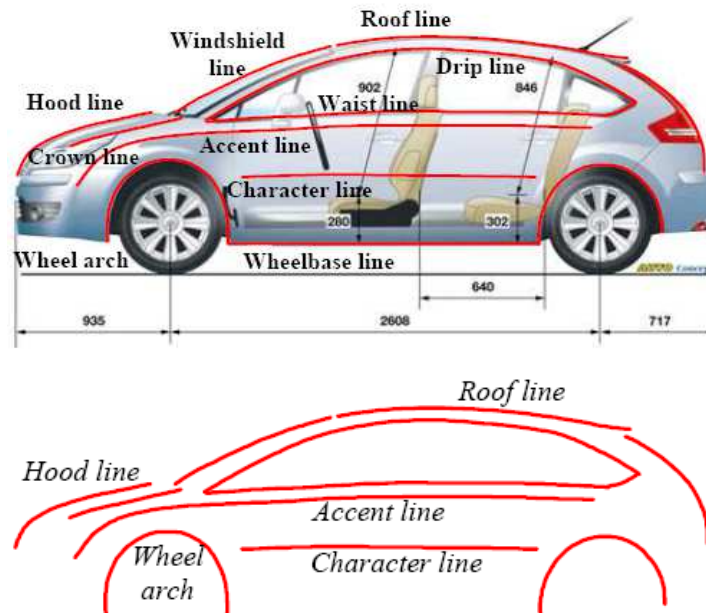 Roof line
Windshield
line
Drip line
902
846
Hood line
Waist line
Accent line
Crown line
Character line
280
302
Wheel arch
Wheelbase line
AUTO Concept
640
935
2608
717
Roof line
Hood line
Accent line
Wheel
arch
Character line